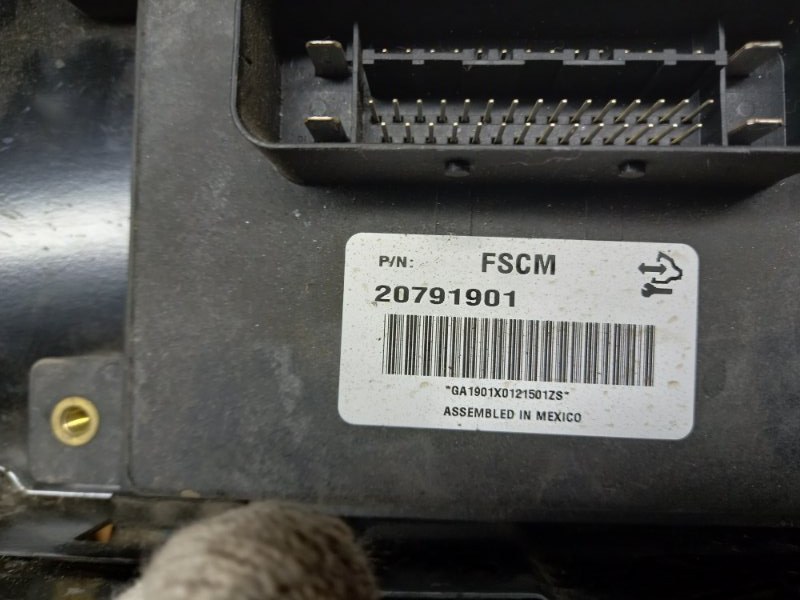 P/N: FSCM
20791901
"GA1901X0121501ZS"
ASSEMBLED IN MEXICO